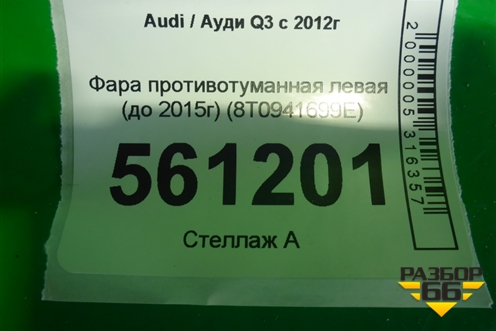 Audi / Ауди Q3 с 2012г
Фара противотуманная левая
(до 2015г) (8T0941699E)
561201
Стеллаж А
2000005316357
РАЗБОР
66